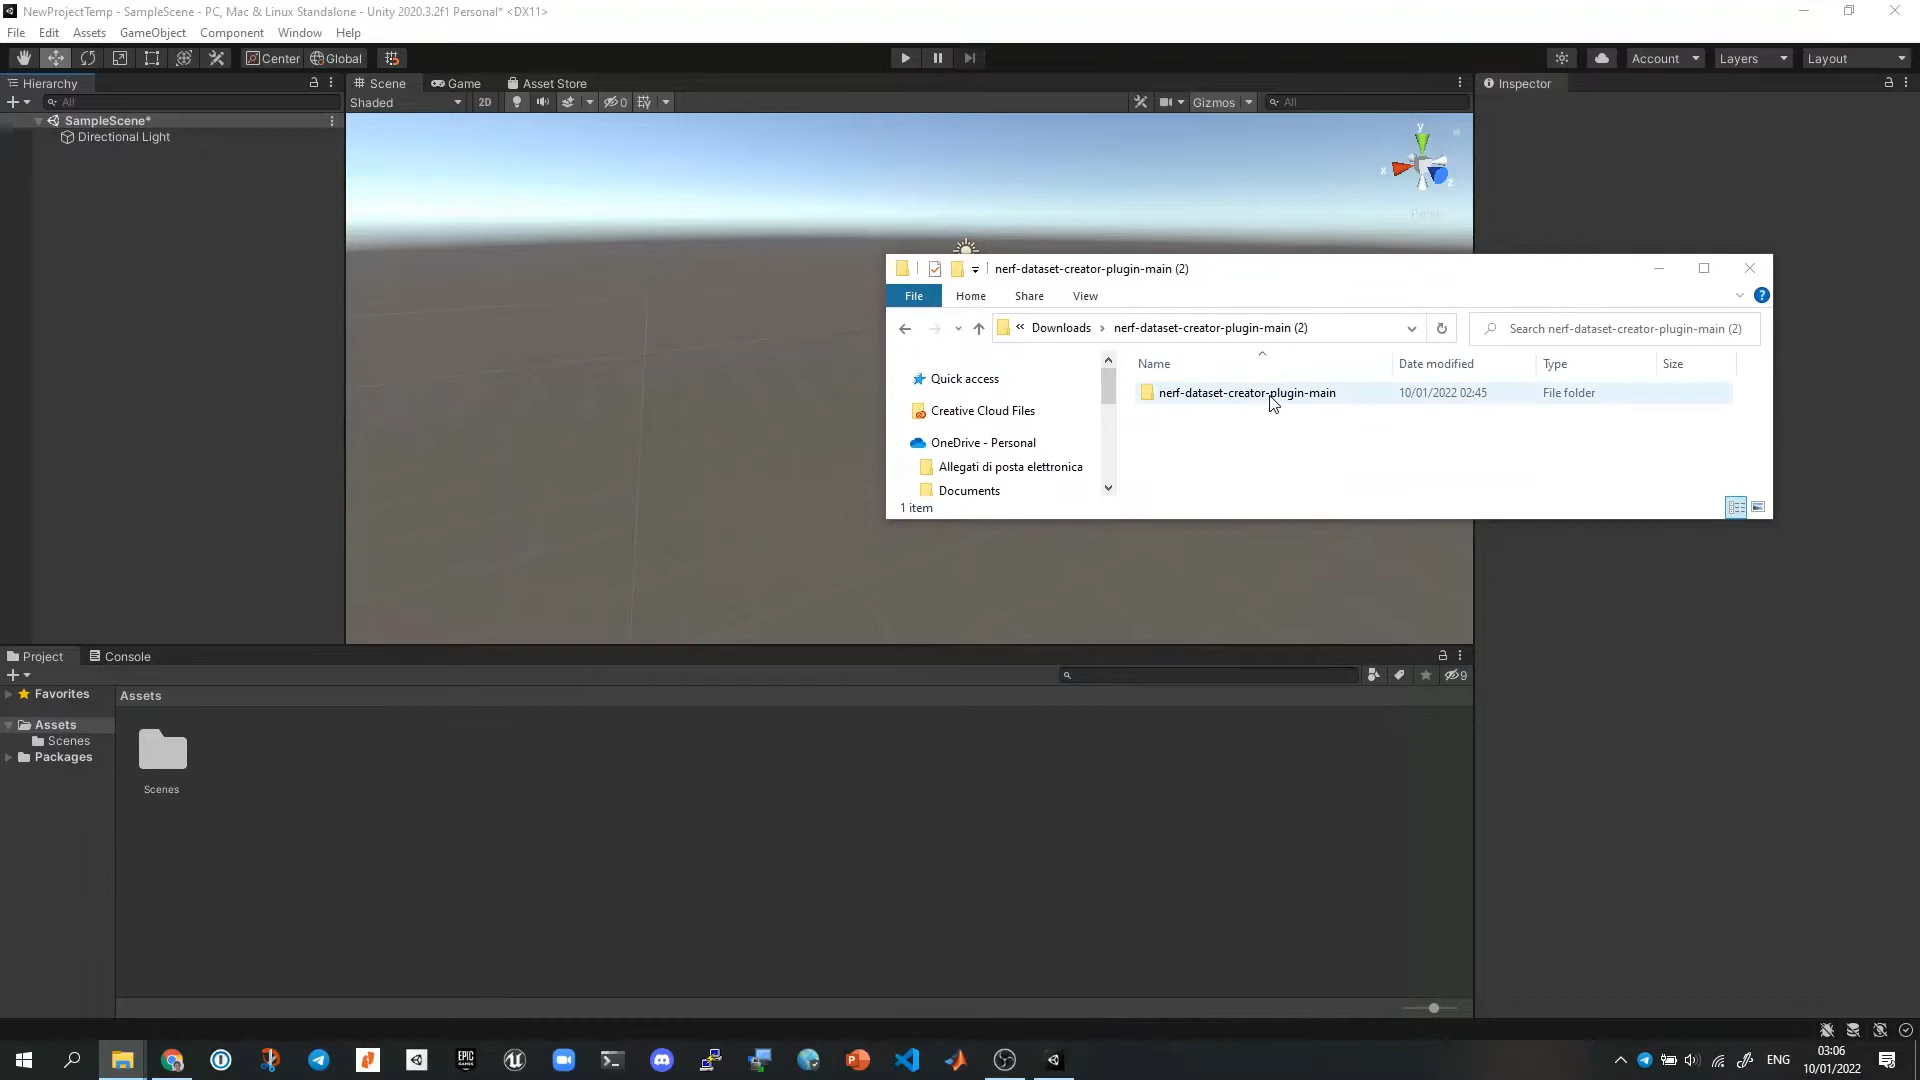 NewProjectTemp - SampleScene - PC, Mac & Linux Standalone - Unity 2020.3.2f1 Personal* <DX11>
File Edit Assets GameObject Component Window Help
Center Global Account Layers Layout
Hierarchy Scene Game Asset Store Inspector
All Shaded 2D 0 Gizmos All
SampleScene*
Directional Light
y
x
z
Persp
nerf-dataset-creator-plugin-main (2)
File Home Share View
Downloads nerf-dataset-creator-plugin-main (2) Search nerf-dataset-creator-plugin-main (2)
Name Date modified Type Size
Quick access
nerf-dataset-creator-plugin-main 10/01/2022 02:45 File folder
Creative Cloud Files
OneDrive - Personal
Allegati di posta elettronica
Documents
1 item
Project Console
9
Favorites Assets
Assets
Scenes
Packages
Scenes
EPIC GAMES
ENG
03:06
10/01/2022